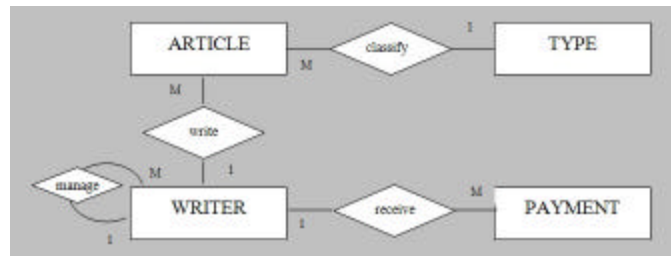 ARTICLE
classify
1
TYPE
M
M
write
1
manage
M
WRITER
1
receive
M
PAYMENT
1